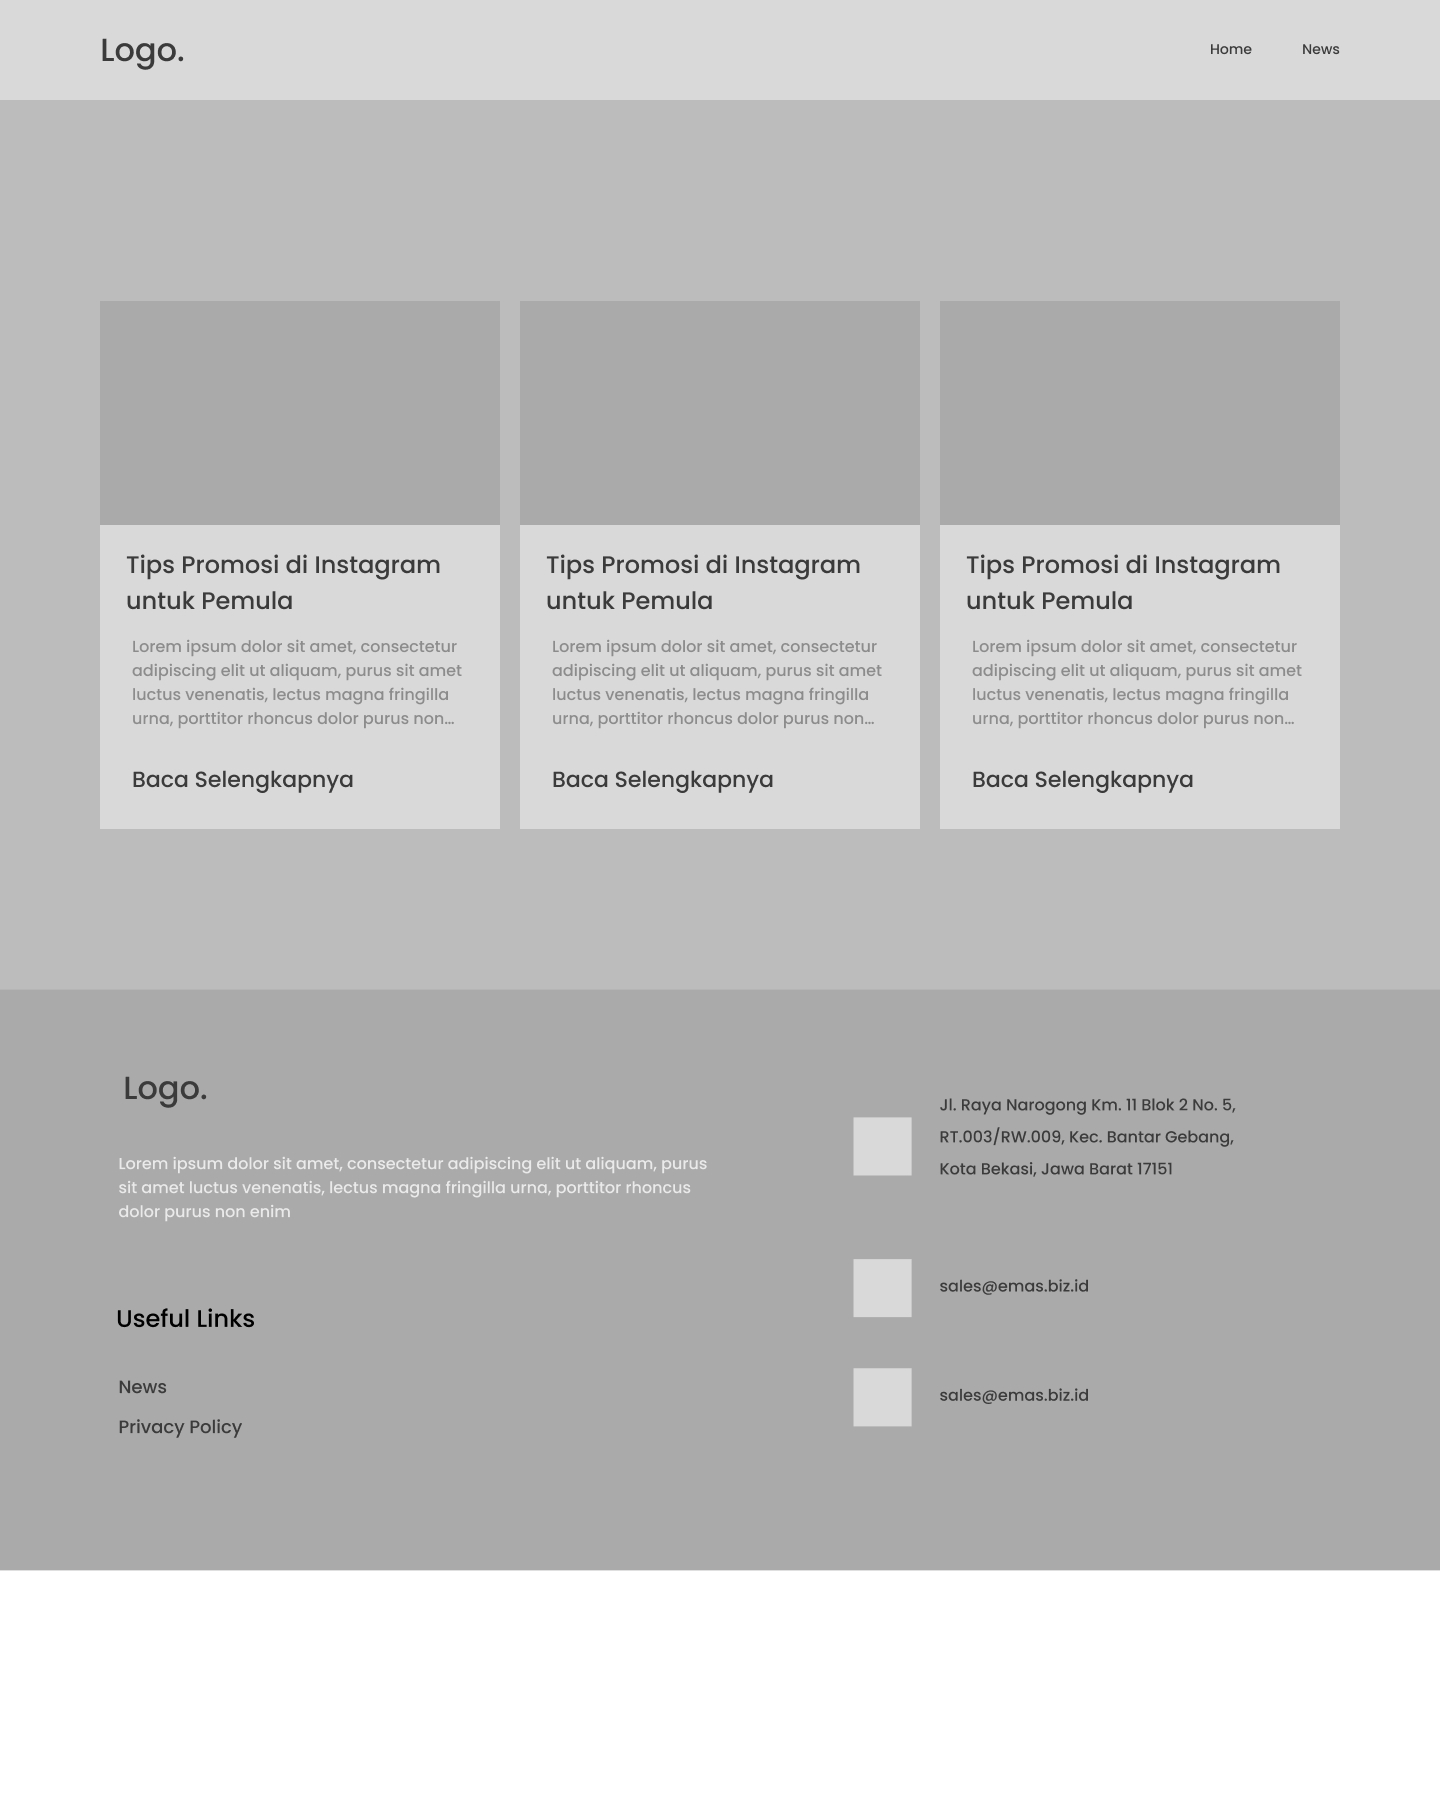 Logo.
Home
News
Tips Promosi di Instagram
untuk Pemula
Lorem ipsum dolor sit amet, consectetur
adipiscing elit ut aliquam, purus sit amet
luctus venenatis, lectus magna fringilla
urna, porttitor rhoncus dolor purus non...
Baca Selengkapnya
Tips Promosi di Instagram
untuk Pemula
Lorem ipsum dolor sit amet, consectetur
adipiscing elit ut aliquam, purus sit amet
luctus venenatis, lectus magna fringilla
urna, porttitor rhoncus dolor purus non...
Baca Selengkapnya
Tips Promosi di Instagram
untuk Pemula
Lorem ipsum dolor sit amet, consectetur
adipiscing elit ut aliquam, purus sit amet
luctus venenatis, lectus magna fringilla
urna, porttitor rhoncus dolor purus non...
Baca Selengkapnya
Logo.
Lorem ipsum dolor sit amet, consectetur adipiscing elit ut aliquam, purus
sit amet luctus venenatis, lectus magna fringilla urna, porttitor rhoncus
dolor purus non enim
Useful Links
News
Privacy Policy
Jl. Raya Narogong Km. 11 Blok 2 No. 5,
RT.003/RW.009, Kec. Bantar Gebang,
Kota Bekasi, Jawa Barat 17151
sales@emas.biz.id
sales@emas.biz.id